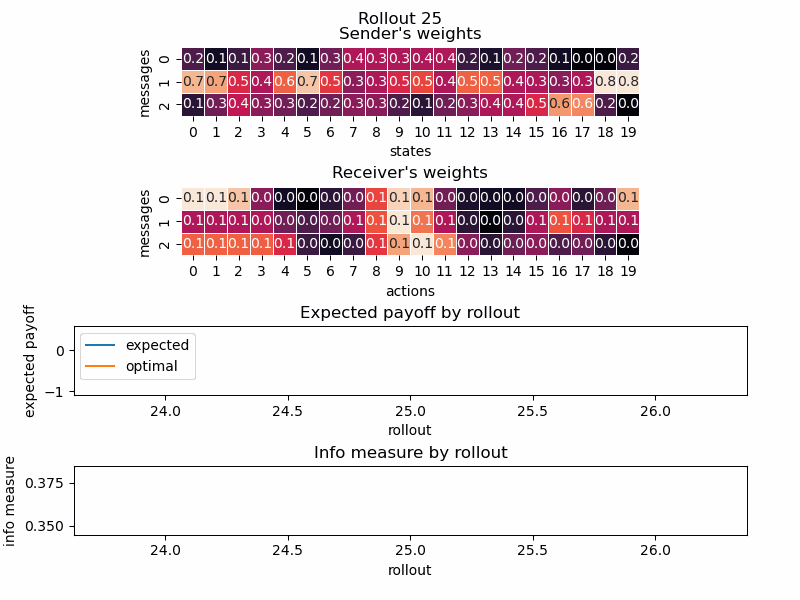 Rollout 25
Sender's weights
messages
0 0.2 0.1 0.1 0.3 0.2 0.1 0.3 0.4 0.3 0.3 0.4 0.4 0.2 0.1 0.2 0.2 0.1 0.0 0.0 0.2
1 0.7 0.7 0.5 0.4 0.6 0.7 0.5 0.3 0.3 0.5 0.5 0.4 0.5 0.5 0.4 0.3 0.3 0.3 0.8 0.8
2 0.1 0.3 0.4 0.3 0.3 0.2 0.2 0.3 0.3 0.2 0.1 0.2 0.3 0.4 0.4 0.5 0.6 0.6 0.2 0.0
0 1 2 3 4 5 6 7 8 9 10 11 12 13 14 15 16 17 18 19
states
Receiver's weights
messages
0 0.1 0.1 0.1 0.0 0.0 0.0 0.0 0.0 0.1 0.1 0.1 0.0 0.0 0.0 0.0 0.0 0.0 0.0 0.0 0.1
1 0.1 0.1 0.1 0.0 0.0 0.0 0.0 0.1 0.1 0.1 0.1 0.1 0.0 0.0 0.0 0.1 0.1 0.1 0.1 0.1
2 0.1 0.1 0.1 0.1 0.1 0.0 0.0 0.0 0.1 0.1 0.1 0.1 0.0 0.0 0.0 0.0 0.0 0.0 0.0 0.0
0 1 2 3 4 5 6 7 8 9 10 11 12 13 14 15 16 17 18 19
actions
Expected payoff by rollout
expected payoff
0
−1
expected
optimal
24.0 24.5 25.0 25.5 26.0
rollout
Info measure by rollout
info measure
0.375
0.350
24.0 24.5 25.0 25.5 26.0
rollout